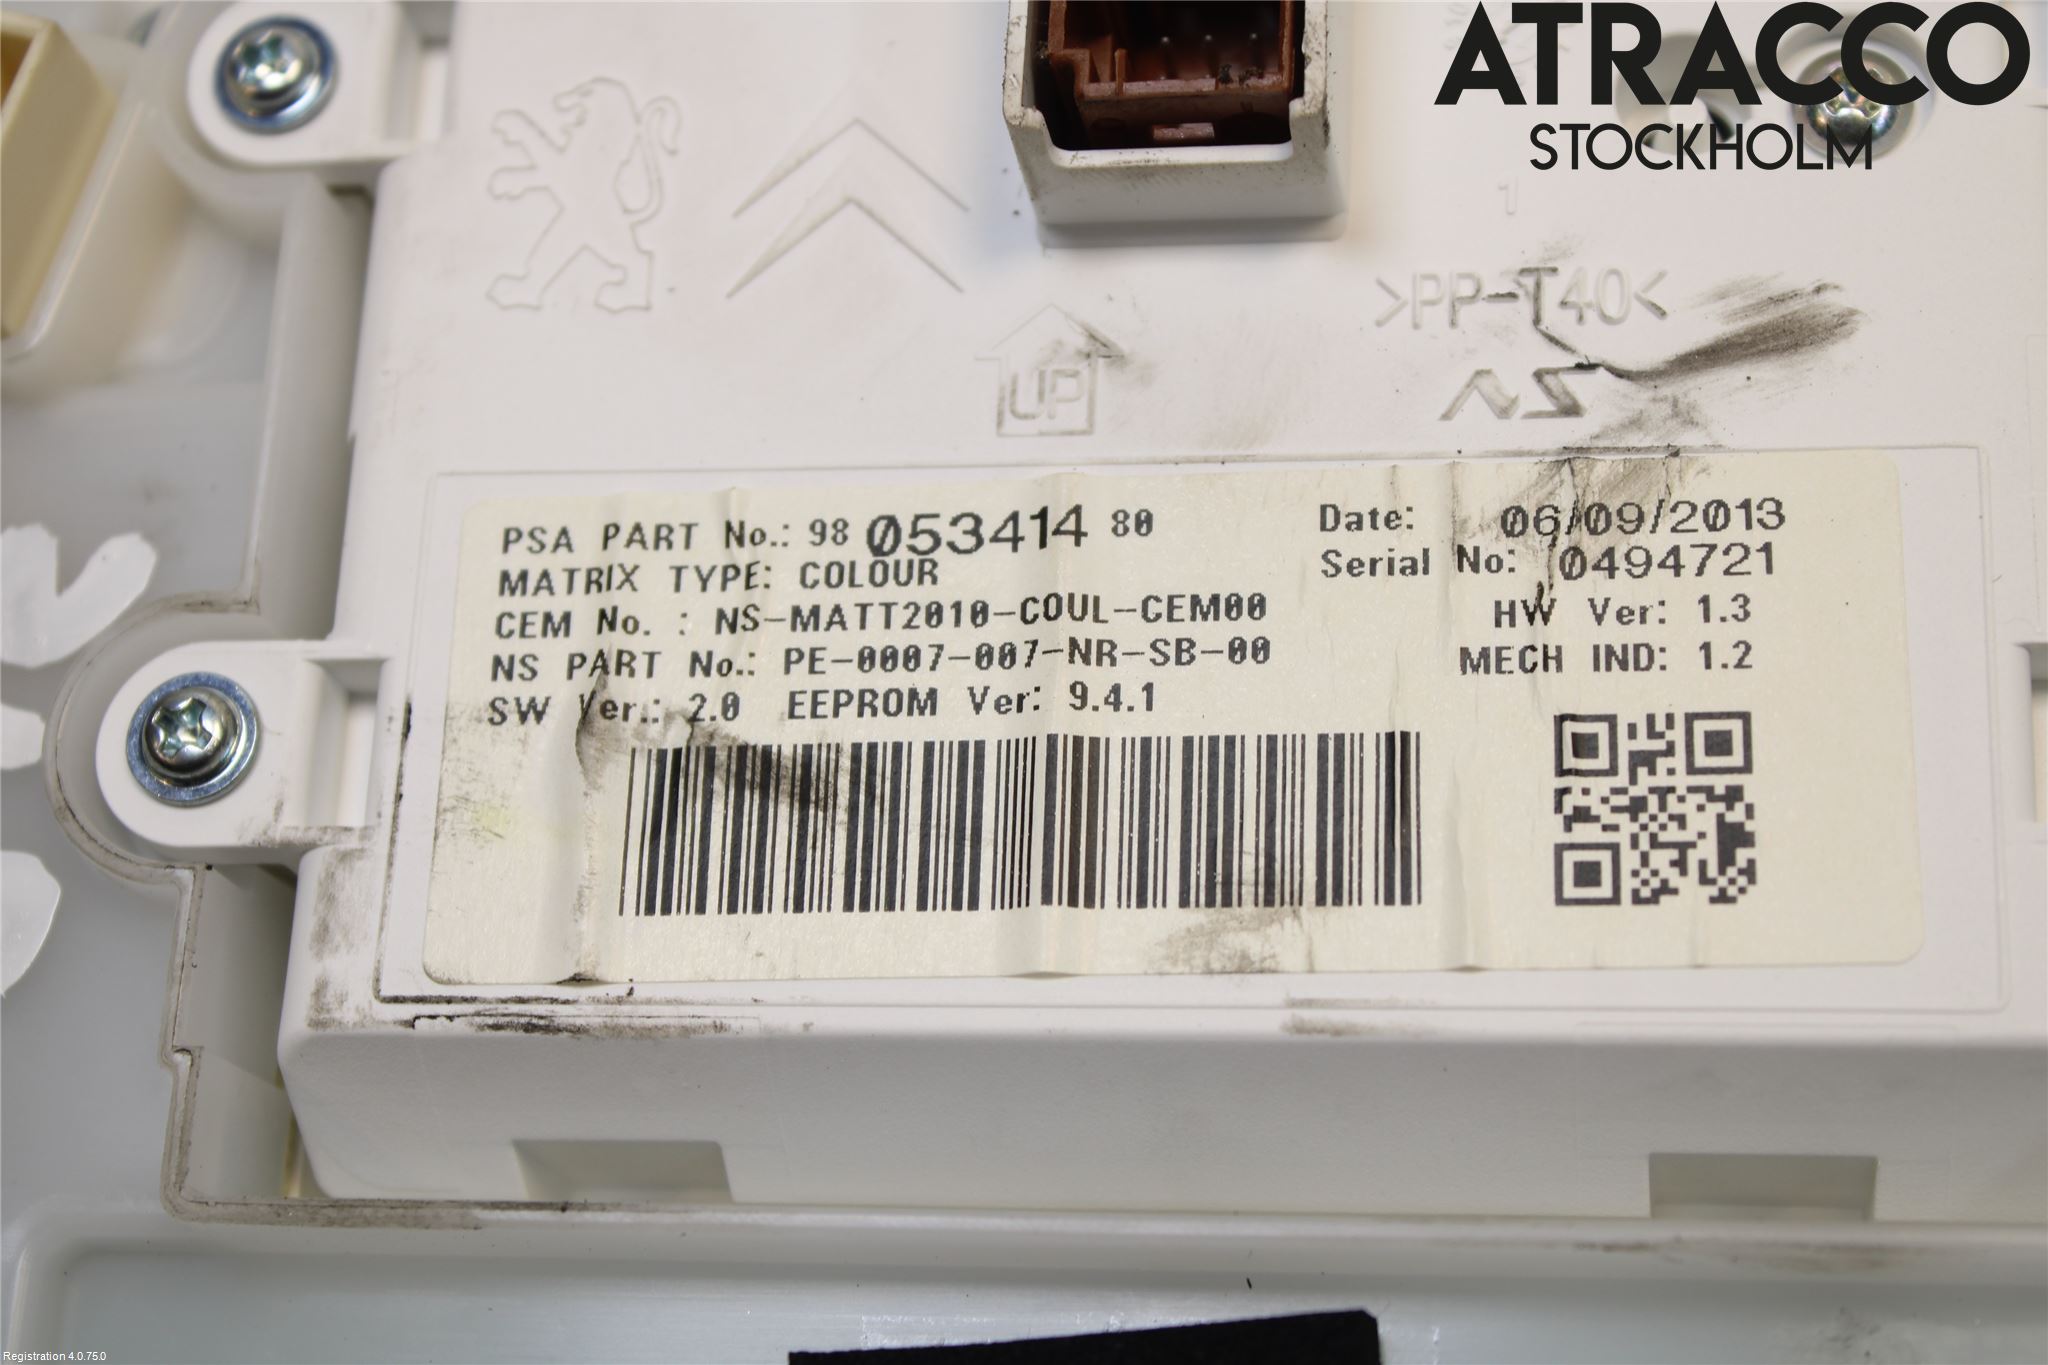 ATRACCO
STOCKHOLM
1
>PP-T40<
UP
NS
PSA PART No.: 98 053414 80
Date: 06/09/2013
MATRIX TYPE: COLOUR
Serial No: 0494721
CEM No. : NS-MATT2010-COUL-CEM00
HW Ver: 1.3
NS PART No.: PE-0007-007-NR-SB-00
MECH IND: 1.2
SW Ver.: 2.0 EEPROM Ver: 9.4.1
Registration 4.0.75.0